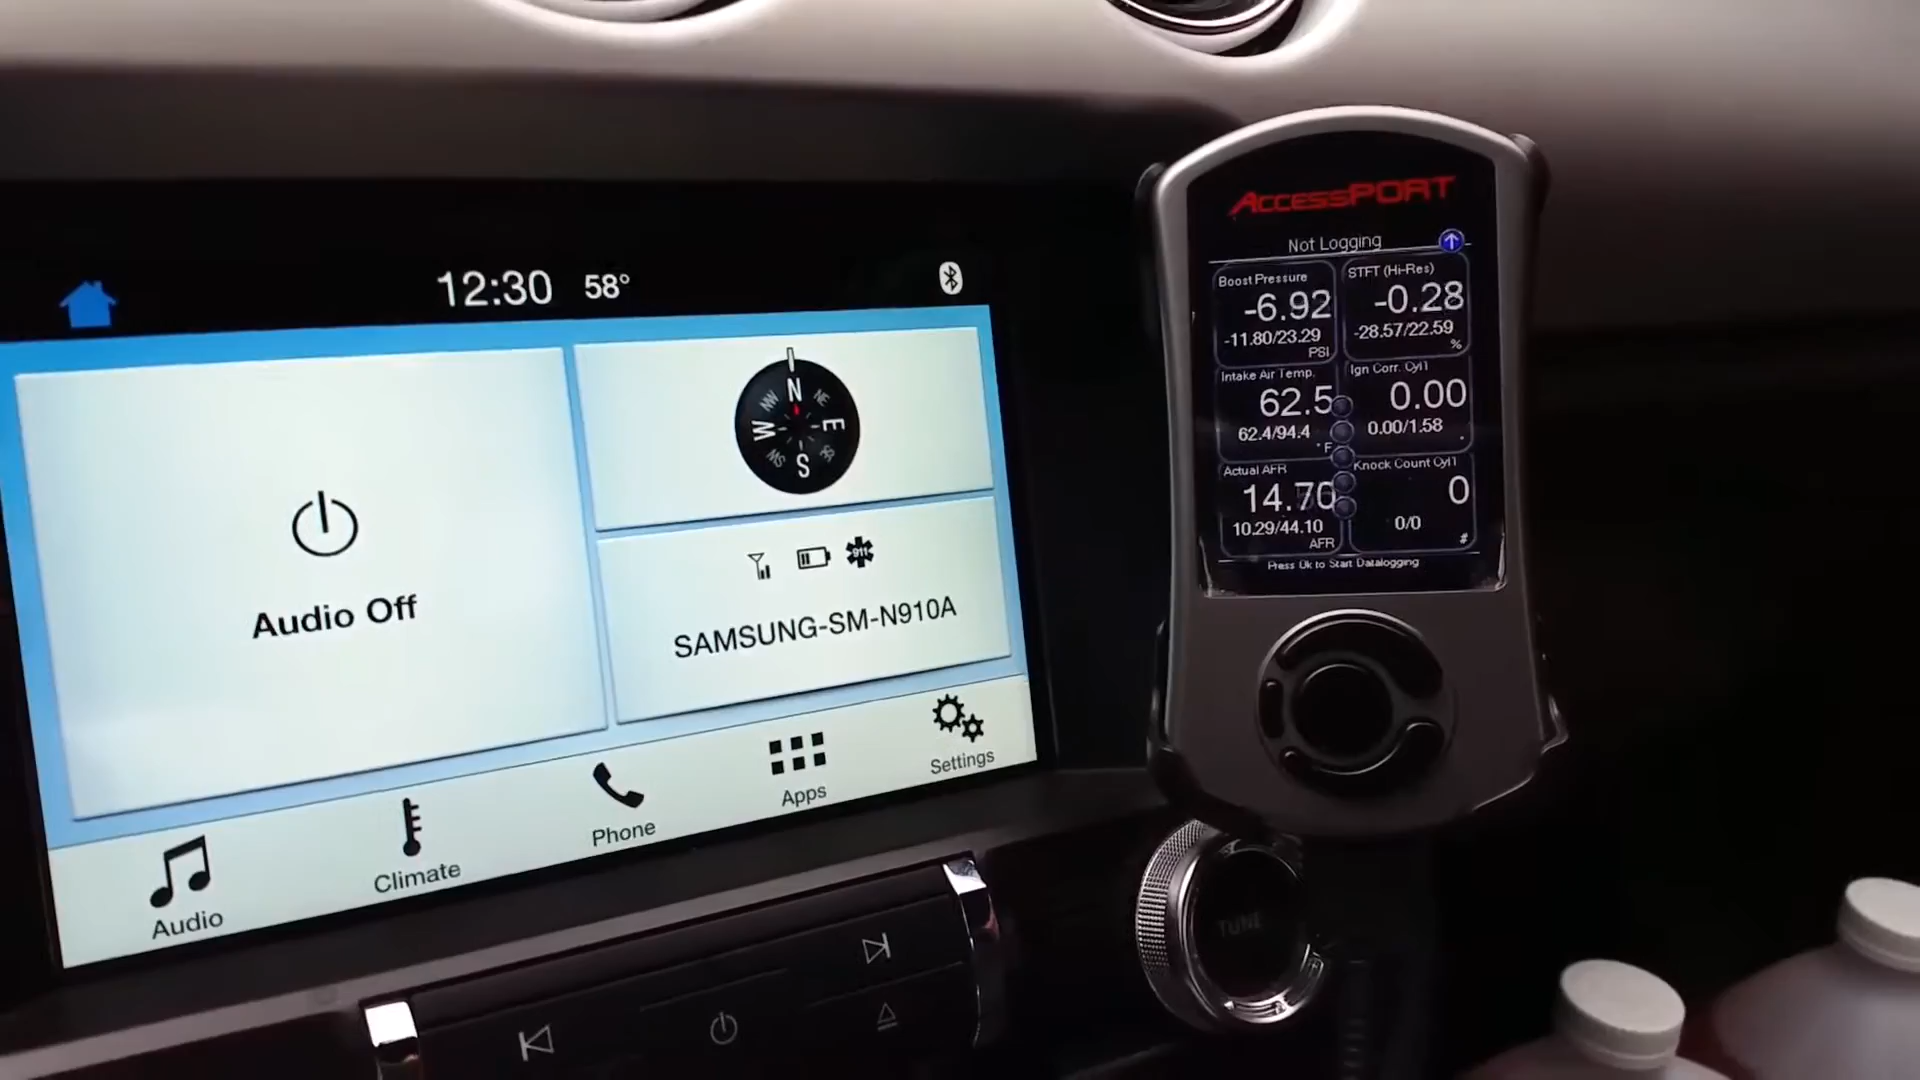 12:30 58°
Audio Off
N
NE
E
S
W
NW
911
SAMSUNG-SM-N910A
Audio
Climate
Phone
Apps
Settings
TUNE
ACCESSPORT
Not Logging
Boost Pressure
-6.92
-11.80/23.29
PSI
STFT (Hi-Res)
-0.28
-28.57/22.59
%
Intake Air Temp.
62.5
62.4/94.4
°F
Ign Corr. Cyl1
0.00
0.00/1.58
°
Actual AFR
14.70
10.29/44.10
AFR
Knock Count Cyl1
0
0/0
#
Press Ok to Start Datalogging